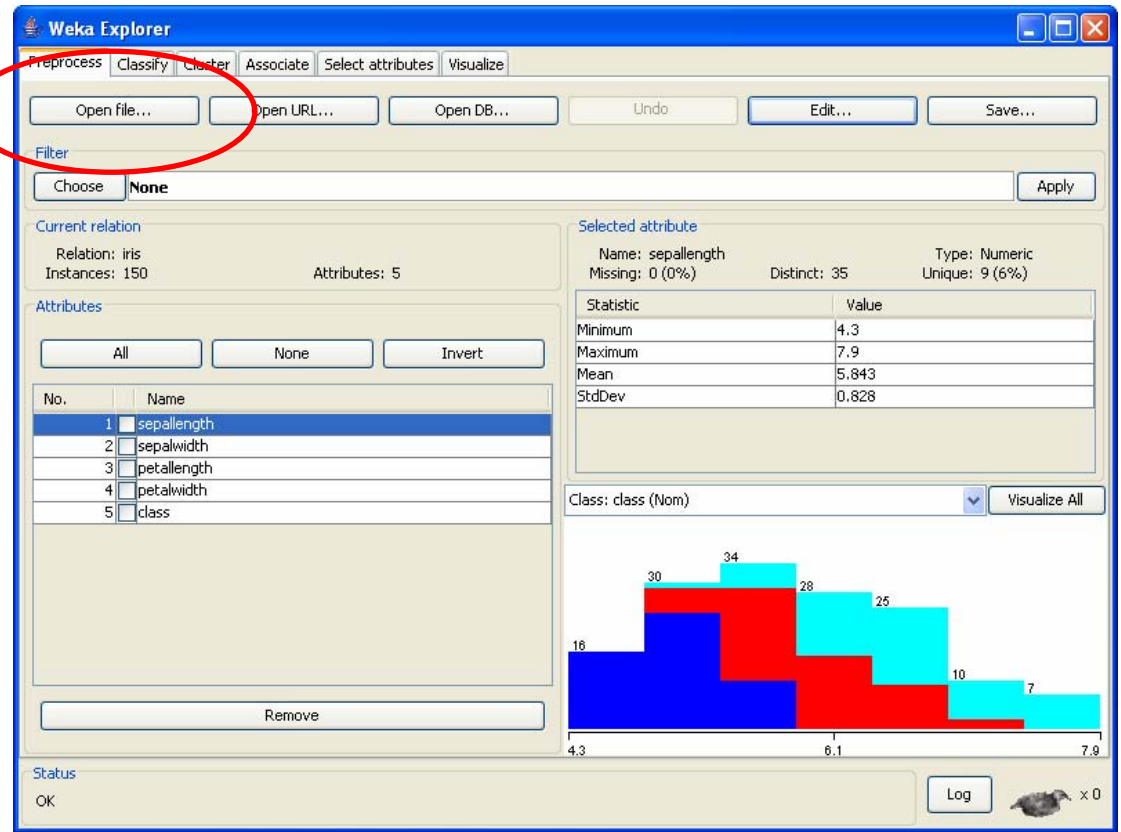 Weka Explorer
Preprocess Classify Cluster Associate Select attributes Visualize
Open file... Open URL... Open DB... Undo Edit... Save...
Filter
Choose None Apply
Current relation
Relation: iris
Instances: 150 Attributes: 5
Selected attribute
Name: sepallength Type: Numeric
Missing: 0 (0%) Distinct: 35 Unique: 9 (6%)
Attributes
All None Invert
No. Name
1 sepallength
2 sepalwidth
3 petallength
4 petalwidth
5 class
Remove
Statistic Value
Minimum 4.3
Maximum 7.9
Mean 5.843
StdDev 0.828
Class: class (Nom) Visualize All
16 30 34 28 25 10 7
4.3 6.1 7.9
Status
OK
Log x 0